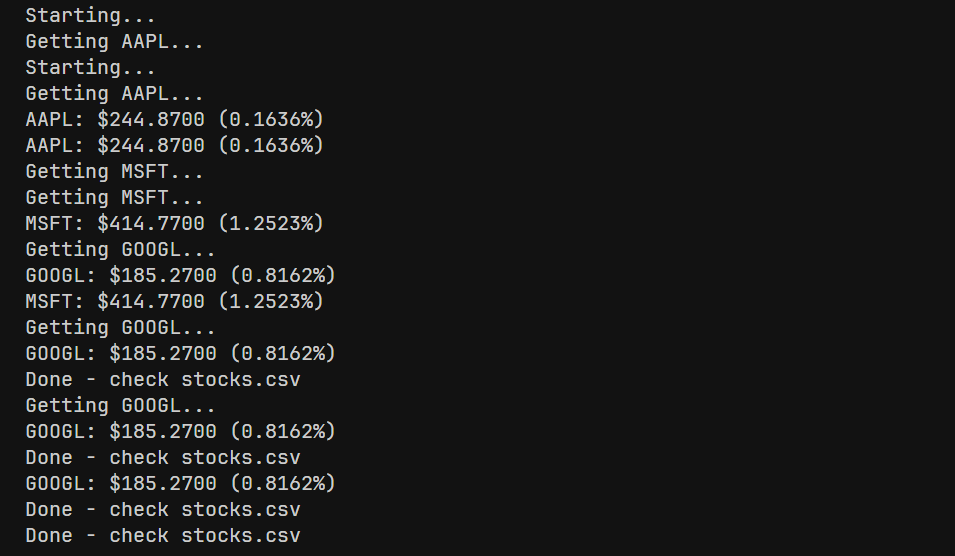 Starting...
Getting AAPL...
Starting...
Getting AAPL...
AAPL: $244.8700 (0.1636%)
AAPL: $244.8700 (0.1636%)
Getting MSFT...
Getting MSFT...
MSFT: $414.7700 (1.2523%)
Getting GOOGL...
GOOGL: $185.2700 (0.8162%)
MSFT: $414.7700 (1.2523%)
Getting GOOGL...
GOOGL: $185.2700 (0.8162%)
Done - check stocks.csv
Getting GOOGL...
GOOGL: $185.2700 (0.8162%)
Done - check stocks.csv
GOOGL: $185.2700 (0.8162%)
Done - check stocks.csv
Done - check stocks.csv